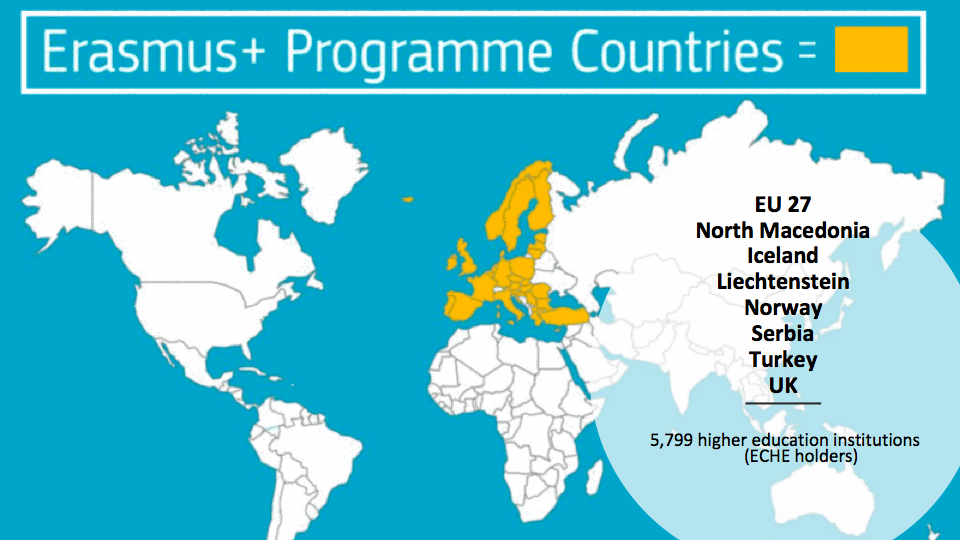 Erasmus+ Programme Countries =
EU 27
North Macedonia
Iceland
Liechtenstein
Norway
Serbia
Turkey
UK
5,799 higher education institutions
(ECHE holders)